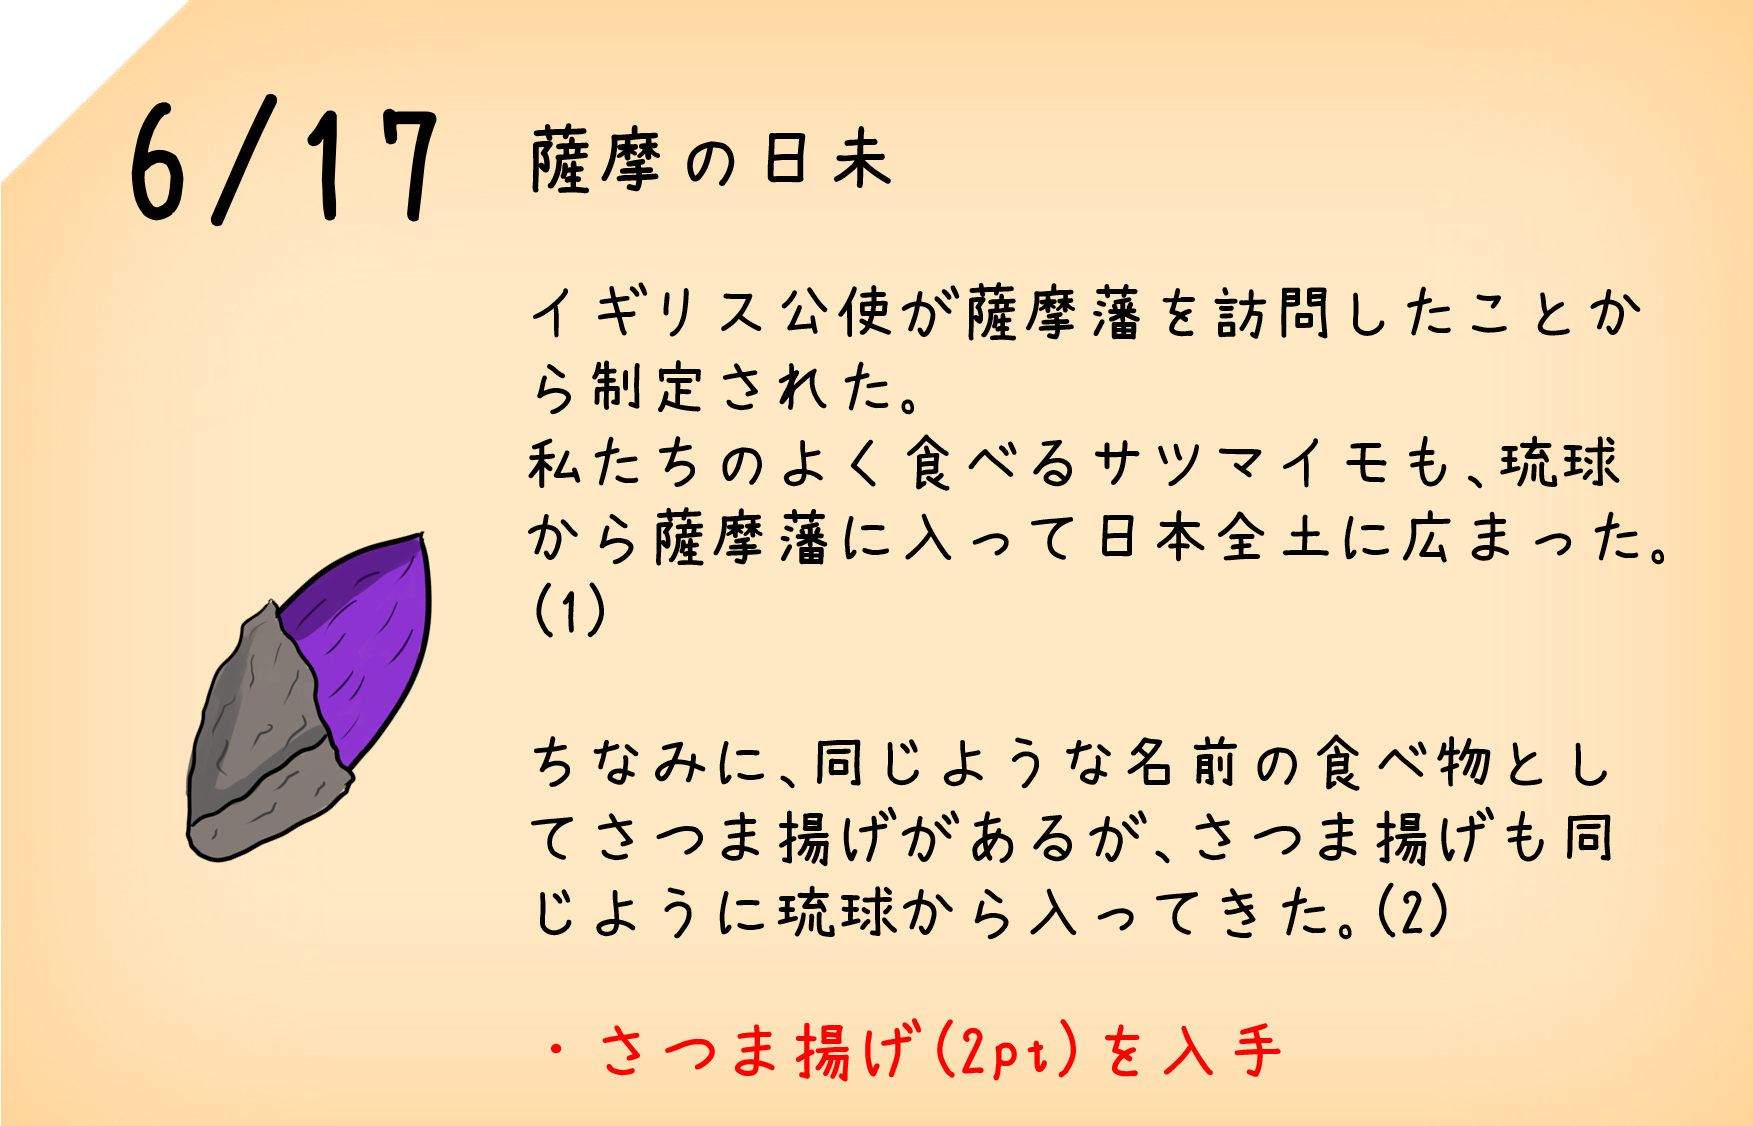 6/17 薩摩の日未
イギリス公使が薩摩藩を訪問したことか
ら制定された。
私たちのよく食べるサツマイモも、琉球
から薩摩藩に入って日本全土に広まった。
(1)
ちなみに、同じような名前の食べ物とし
てさつま揚げがあるが、さつま揚げも同
じように琉球から入ってきた。(2)
・さつま揚げ(2pt)を入手